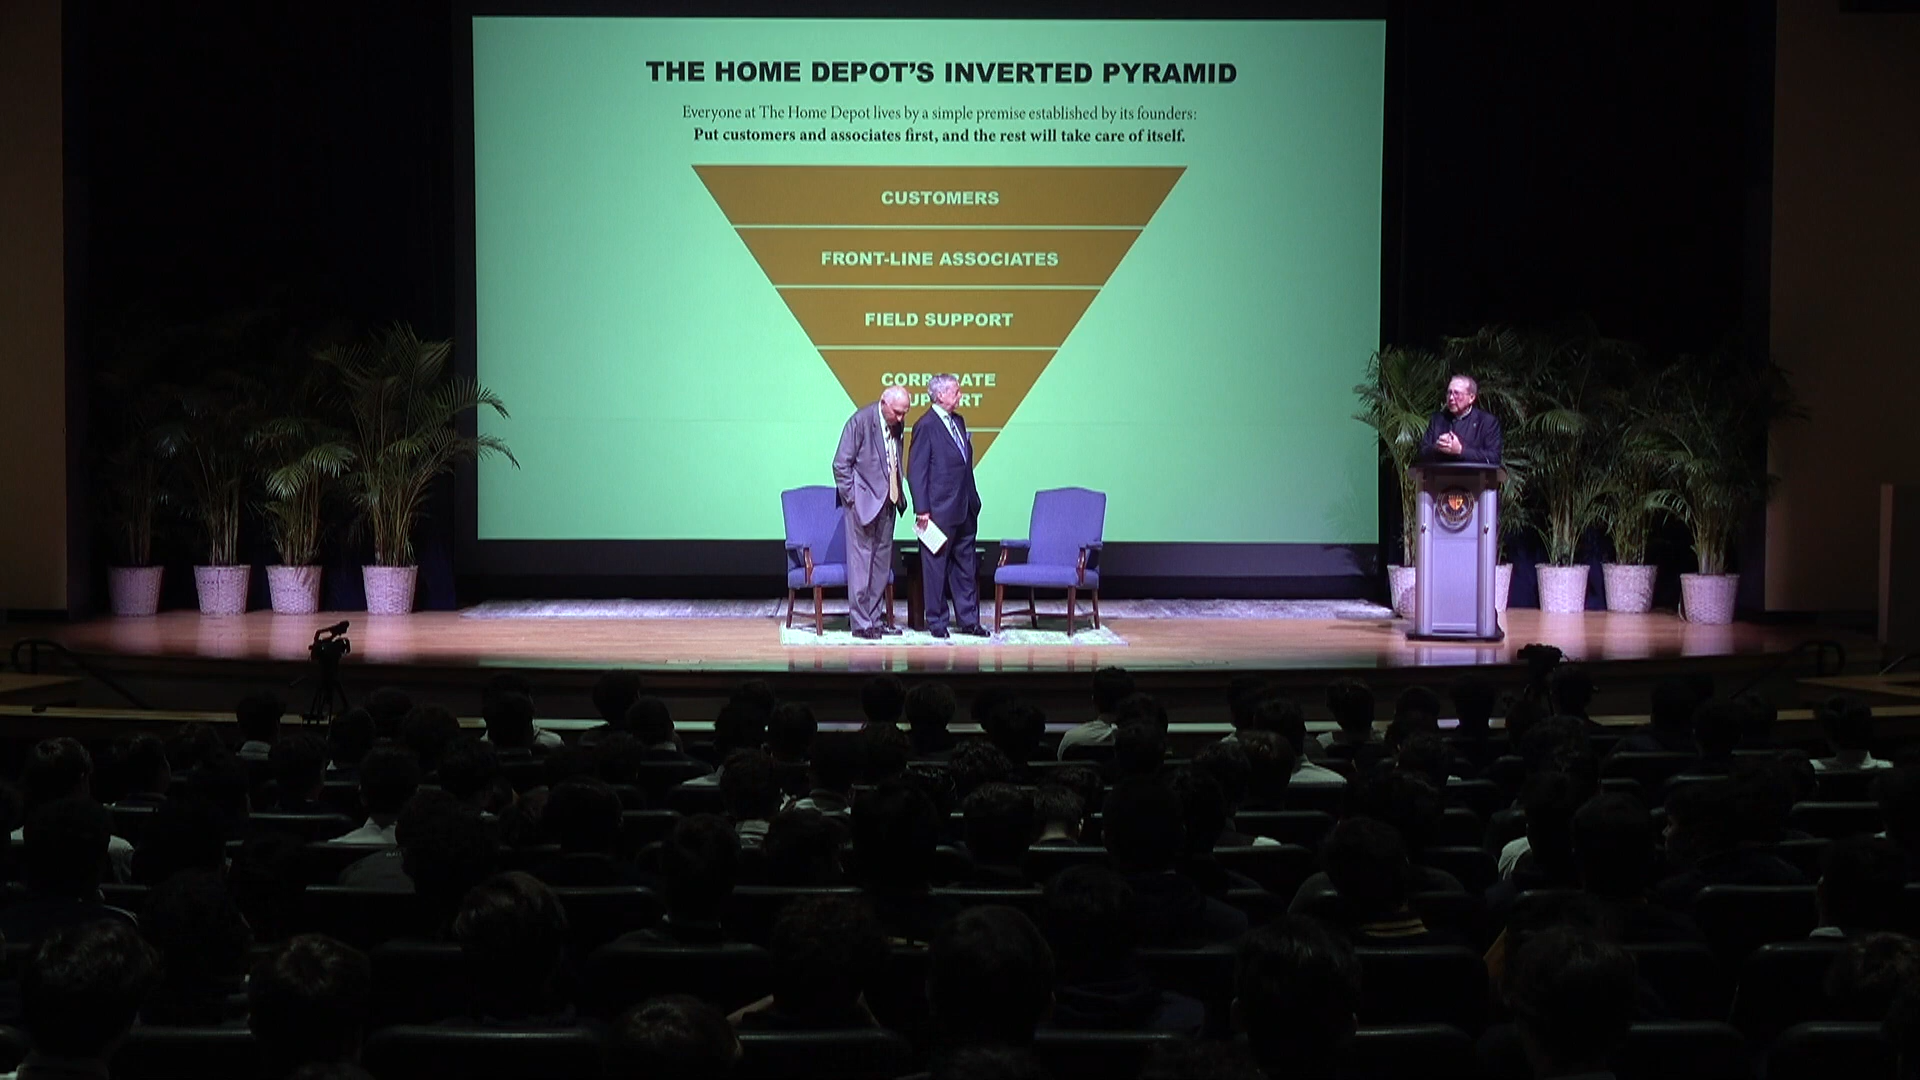 THE HOME DEPOT'S INVERTED PYRAMID
Everyone at The Home Depot lives by a simple premise established by its founders:
Put customers and associates first, and the rest will take care of itself.
CUSTOMERS
FRONT-LINE ASSOCIATES
FIELD SUPPORT